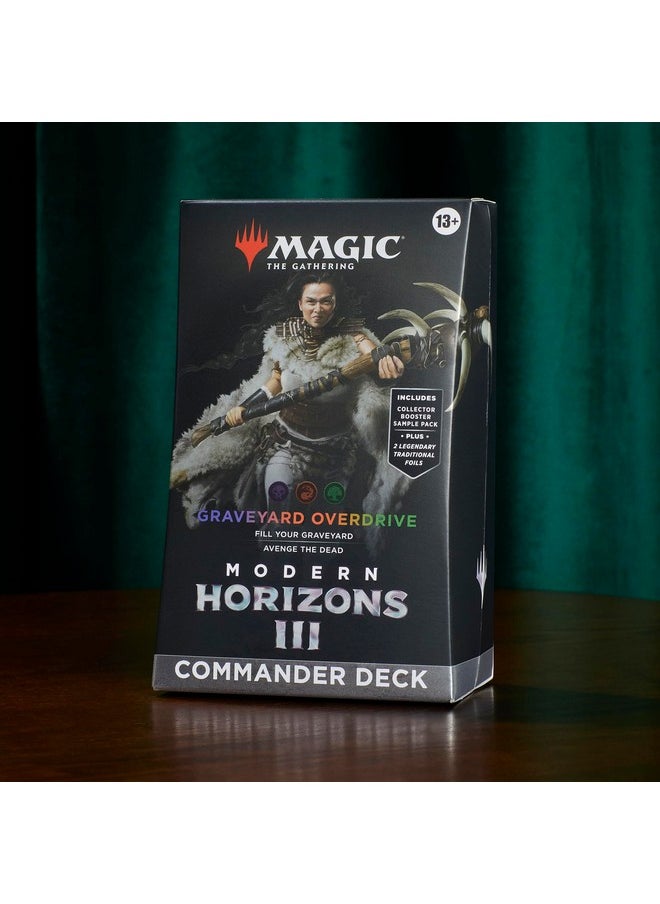 13+
MAGIC
THE GATHERING
INCLUDES
COLLECTOR
BOOSTER
SAMPLE PACK
• PLUS •
2 LEGENDARY
TRADITIONAL
FOILS
GRAVEYARD OVERDRIVE
FILL YOUR GRAVEYARD
AVENGE THE DEAD
MODERN
HORIZONS
III
COMMANDER DECK